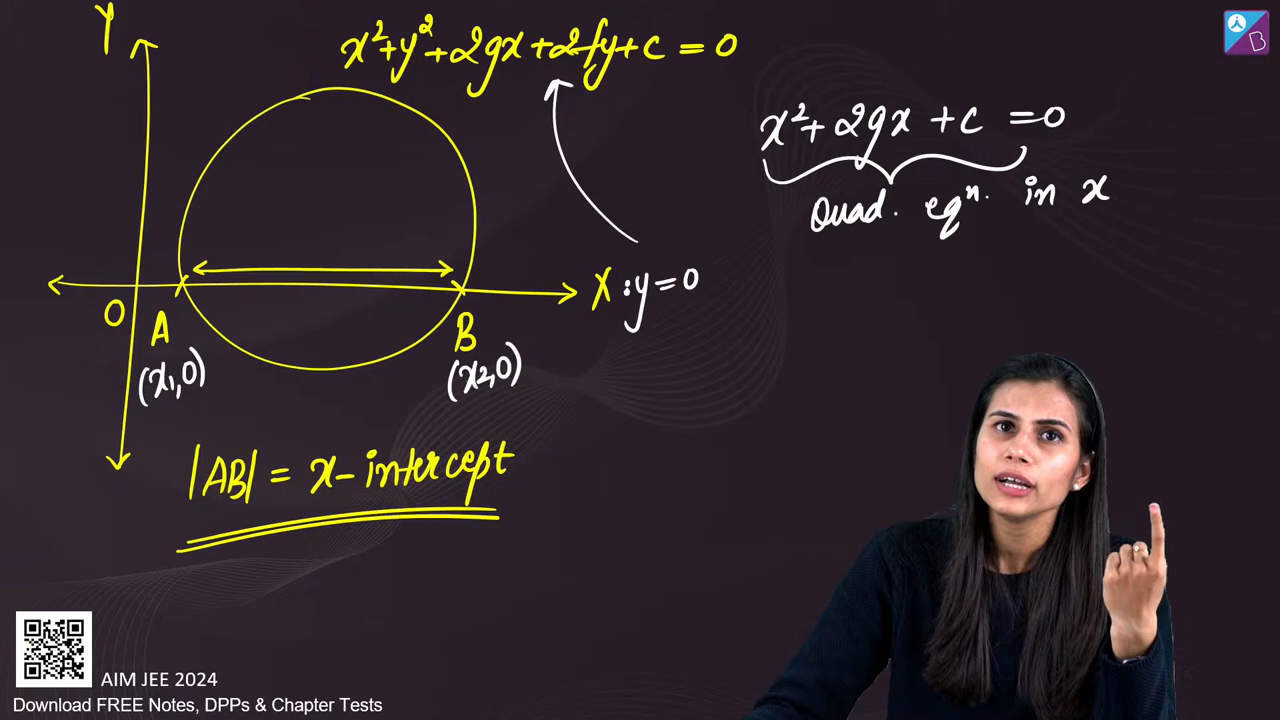 Y
x²+y²+2gx+2fy+c = 0
x²+2gx+c = 0
Quad. eqⁿ. in x
X : y = 0
O
A
B
(x₁,0)
(x₂,0)
|AB| = x-intercept
B
AIM JEE 2024
Download FREE Notes, DPPs & Chapter Tests